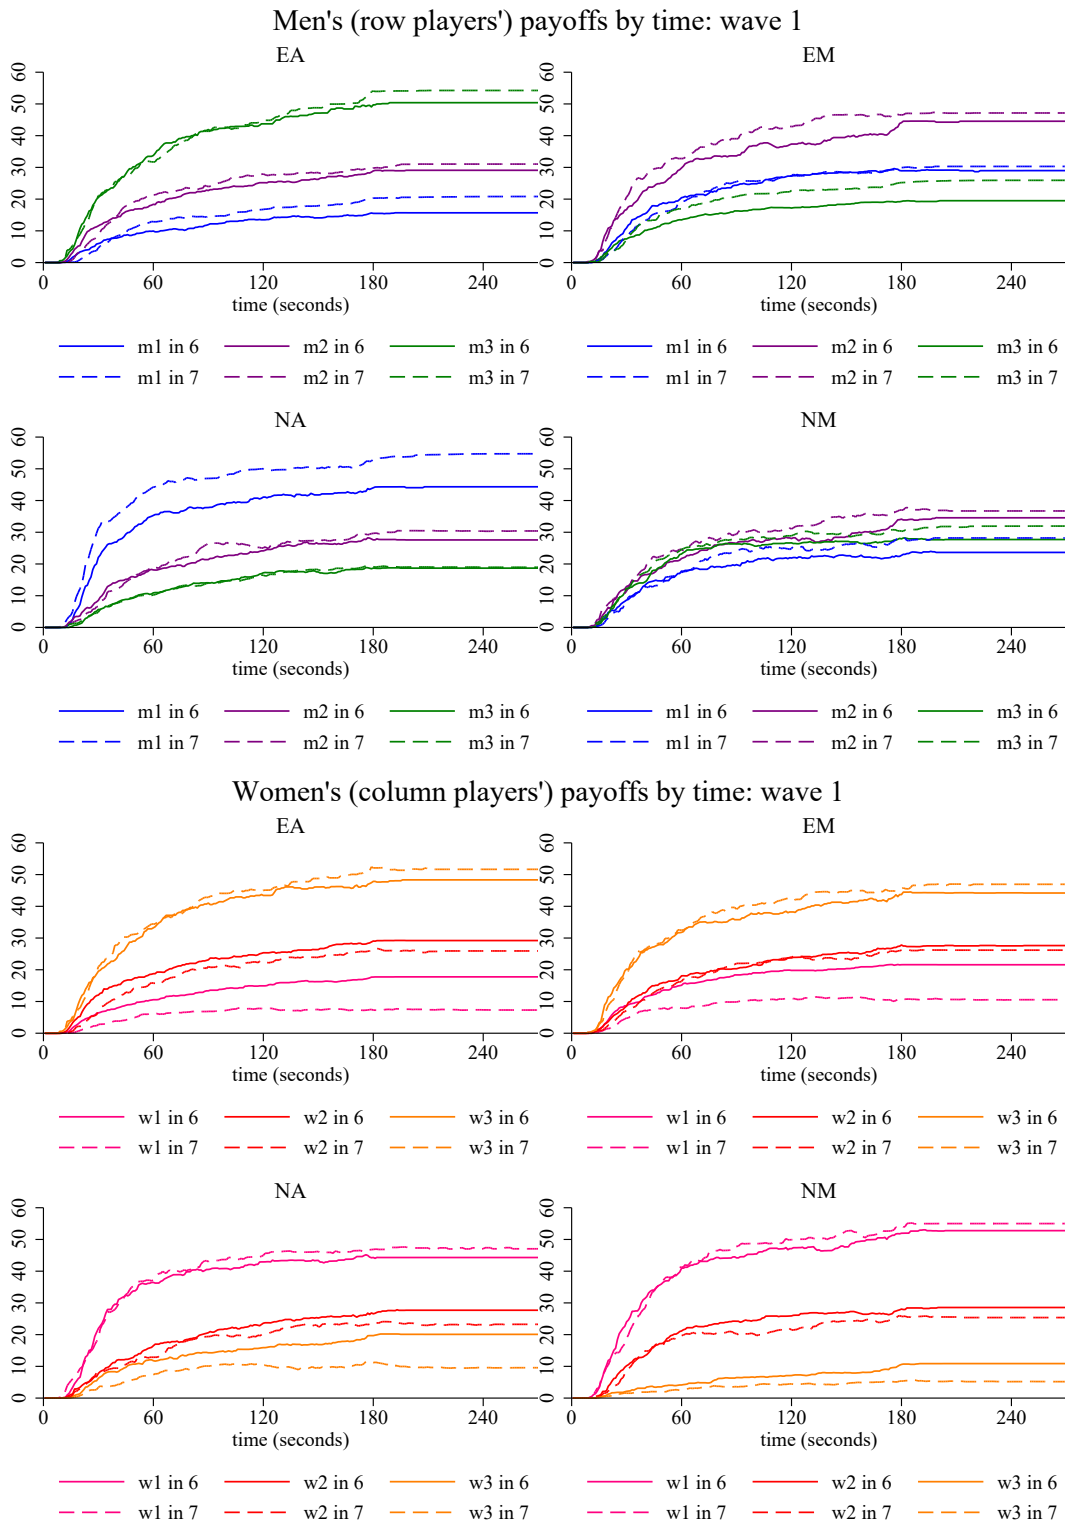 Men's (row players') payoffs by time: wave 1
EA
EM
60
50
40
30
20
10
0
0 60 120 180 240
time (seconds)
60
50
40
30
20
10
0
0 60 120 180 240
time (seconds)
m1 in 6 m2 in 6 m3 in 6
m1 in 7 m2 in 7 m3 in 7
m1 in 6 m2 in 6 m3 in 6
m1 in 7 m2 in 7 m3 in 7
NA
NM
60
50
40
30
20
10
0
0 60 120 180 240
time (seconds)
60
50
40
30
20
10
0
0 60 120 180 240
time (seconds)
m1 in 6 m2 in 6 m3 in 6
m1 in 7 m2 in 7 m3 in 7
m1 in 6 m2 in 6 m3 in 6
m1 in 7 m2 in 7 m3 in 7
Women's (column players') payoffs by time: wave 1
EA
EM
60
50
40
30
20
10
0
0 60 120 180 240
time (seconds)
60
50
40
30
20
10
0
0 60 120 180 240
time (seconds)
w1 in 6 w2 in 6 w3 in 6
w1 in 7 w2 in 7 w3 in 7
w1 in 6 w2 in 6 w3 in 6
w1 in 7 w2 in 7 w3 in 7
NA
NM
60
50
40
30
20
10
0
0 60 120 180 240
time (seconds)
60
50
40
30
20
10
0
0 60 120 180 240
time (seconds)
w1 in 6 w2 in 6 w3 in 6
w1 in 7 w2 in 7 w3 in 7
w1 in 6 w2 in 6 w3 in 6
w1 in 7 w2 in 7 w3 in 7